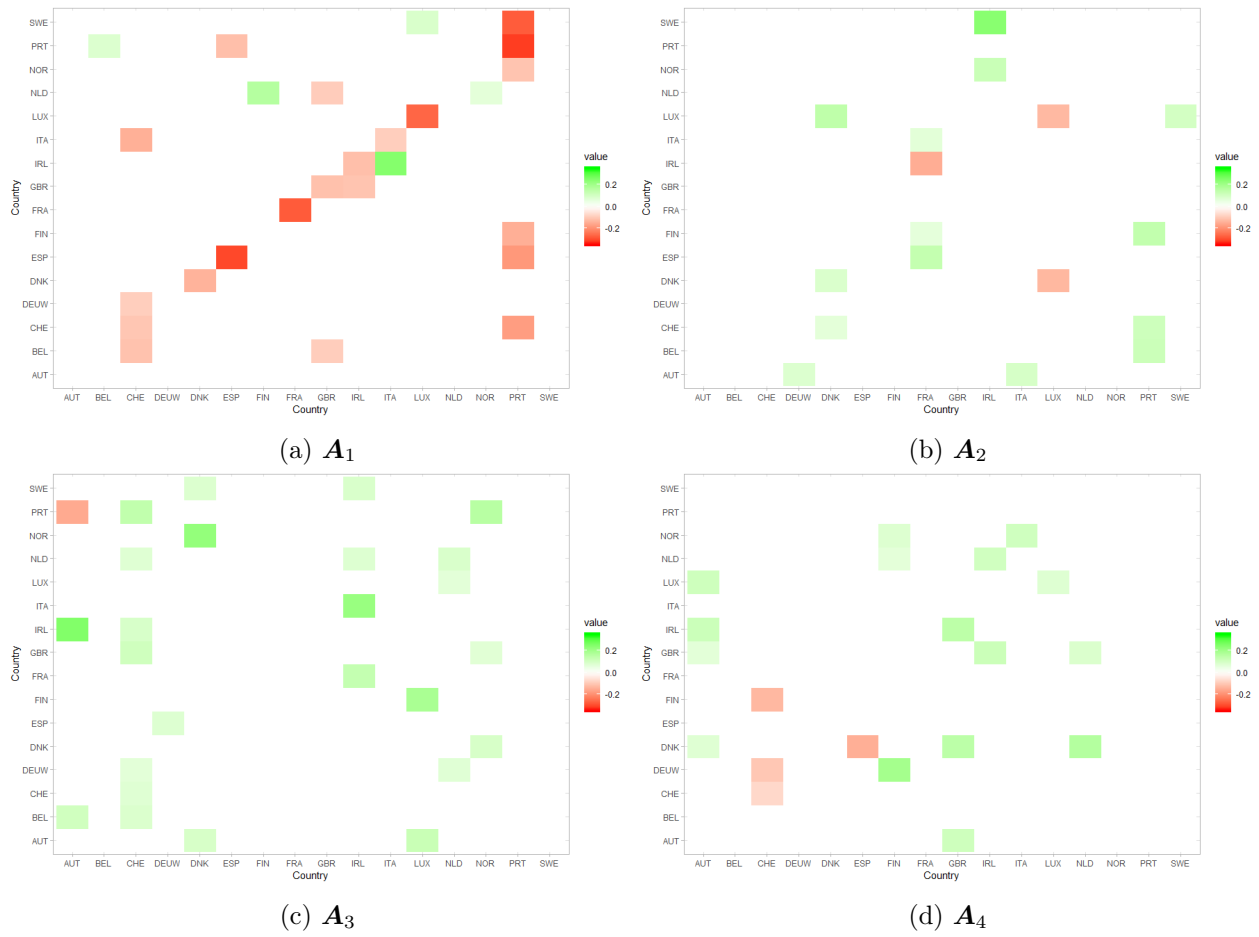 SWE
PRT
NOR
NLD
LUX
ITA
IRL
GBR
FRA
FIN
ESP
DNK
DEUW
CHE
BEL
AUT
Country
AUT BEL CHE DEUW DNK ESP FIN FRA GBR IRL ITA LUX NLD NOR PRT SWE
Country
value
0.2
0.0
-0.2
(a) A1
SWE
PRT
NOR
NLD
LUX
ITA
IRL
GBR
FRA
FIN
ESP
DNK
DEUW
CHE
BEL
AUT
Country
AUT BEL CHE DEUW DNK ESP FIN FRA GBR IRL ITA LUX NLD NOR PRT SWE
Country
value
0.2
0.0
-0.2
(b) A2
SWE
PRT
NOR
NLD
LUX
ITA
IRL
GBR
FRA
FIN
ESP
DNK
DEUW
CHE
BEL
AUT
Country
AUT BEL CHE DEUW DNK ESP FIN FRA GBR IRL ITA LUX NLD NOR PRT SWE
Country
value
0.2
0.0
-0.2
(c) A3
SWE
PRT
NOR
NLD
LUX
ITA
IRL
GBR
FRA
FIN
ESP
DNK
DEUW
CHE
BEL
AUT
Country
AUT BEL CHE DEUW DNK ESP FIN FRA GBR IRL ITA LUX NLD NOR PRT SWE
Country
value
0.2
0.0
-0.2
(d) A4